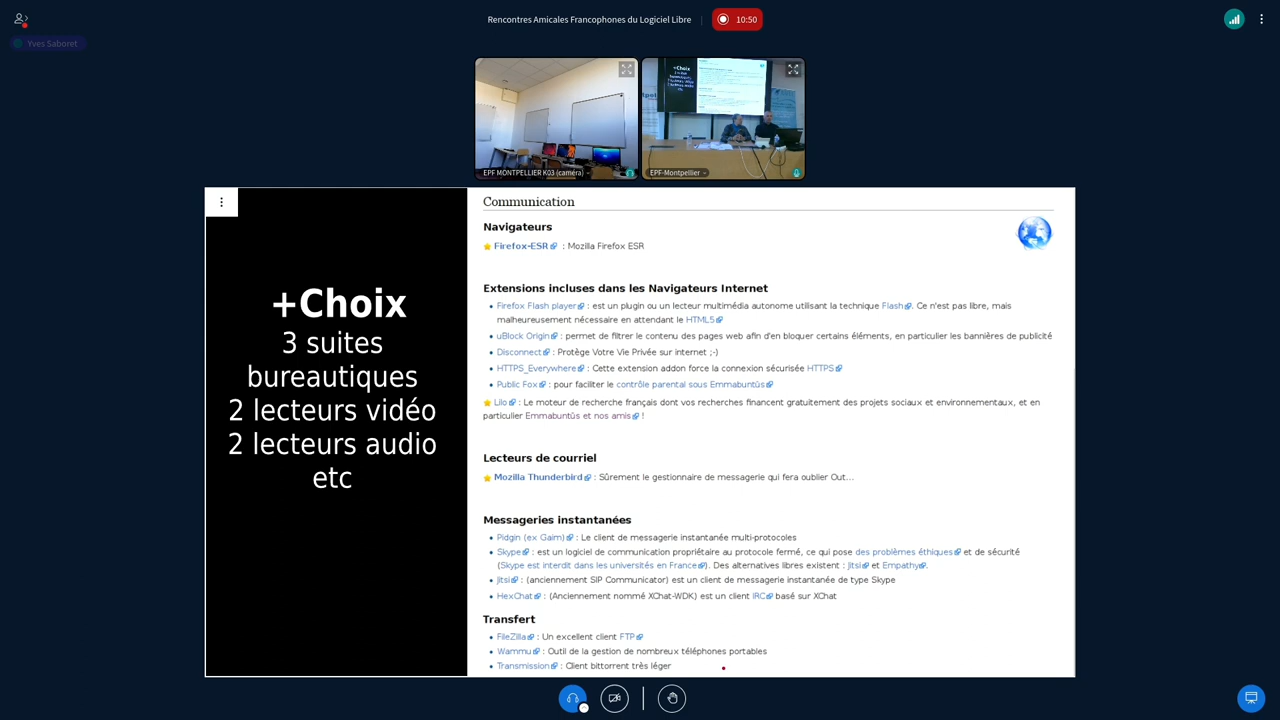 Rencontres Amicales Francophones du Logiciel Libre
10:50
Yves Saboret
+Choix
EPF MONTPELLIER K03 (caméra)
EPF-Montpellier
+Choix
3 suites
bureautiques
2 lecteurs vidéo
2 lecteurs audio
etc
Communication
Navigateurs
Firefox-ESR : Mozilla Firefox ESR
Extensions incluses dans les Navigateurs Internet
• Firefox Flash player : est un plugin ou un lecteur multimédia autonome utilisant la technique Flash. Ce n'est pas libre, mais
malheureusement nécessaire en attendant le HTML5
• uBlock Origin : permet de filtrer le contenu des pages web afin d'en bloquer certains éléments, en particulier les bannières de publicité
• Disconnect : Protège Votre Vie Privée sur internet ;-)
• HTTPS_Everywhere : Cette extension addon force la connexion sécurisée HTTPS
• Public Fox : pour faciliter le contrôle parental sous Emmabuntüs
Lilo : Le moteur de recherche français dont vos recherches financent gratuitement des projets sociaux et environnementaux, et en
particulier Emmabuntüs et nos amis !
Lecteurs de courriel
Mozilla Thunderbird : Sûrement le gestionnaire de messagerie qui fera oublier Out...
Messageries instantanées
• Pidgin (ex Gaim) : Le client de messagerie instantanée multi-protocoles
• Skype : est un logiciel de communication propriétaire au protocole fermé, ce qui pose des problèmes éthiques et de sécurité
(Skype est interdit dans les universités en France). Des alternatives libres existent : Jitsi et Empathy.
• Jitsi : (anciennement SIP Communicator) est un client de messagerie instantanée de type Skype
• HexChat : (Anciennement nommé XChat-WDK) est un client IRC basé sur XChat
Transfert
• FileZilla : Un excellent client FTP
• Wammu : Outil de la gestion de nombreux téléphones portables
• Transmission : Client bittorrent très léger